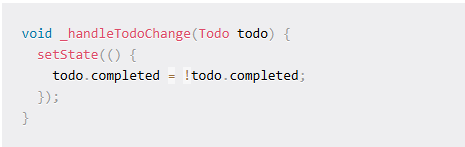 void _handleTodoChange(Todo todo) {
  setState(() {
    todo.completed = !todo.completed;
  });
}